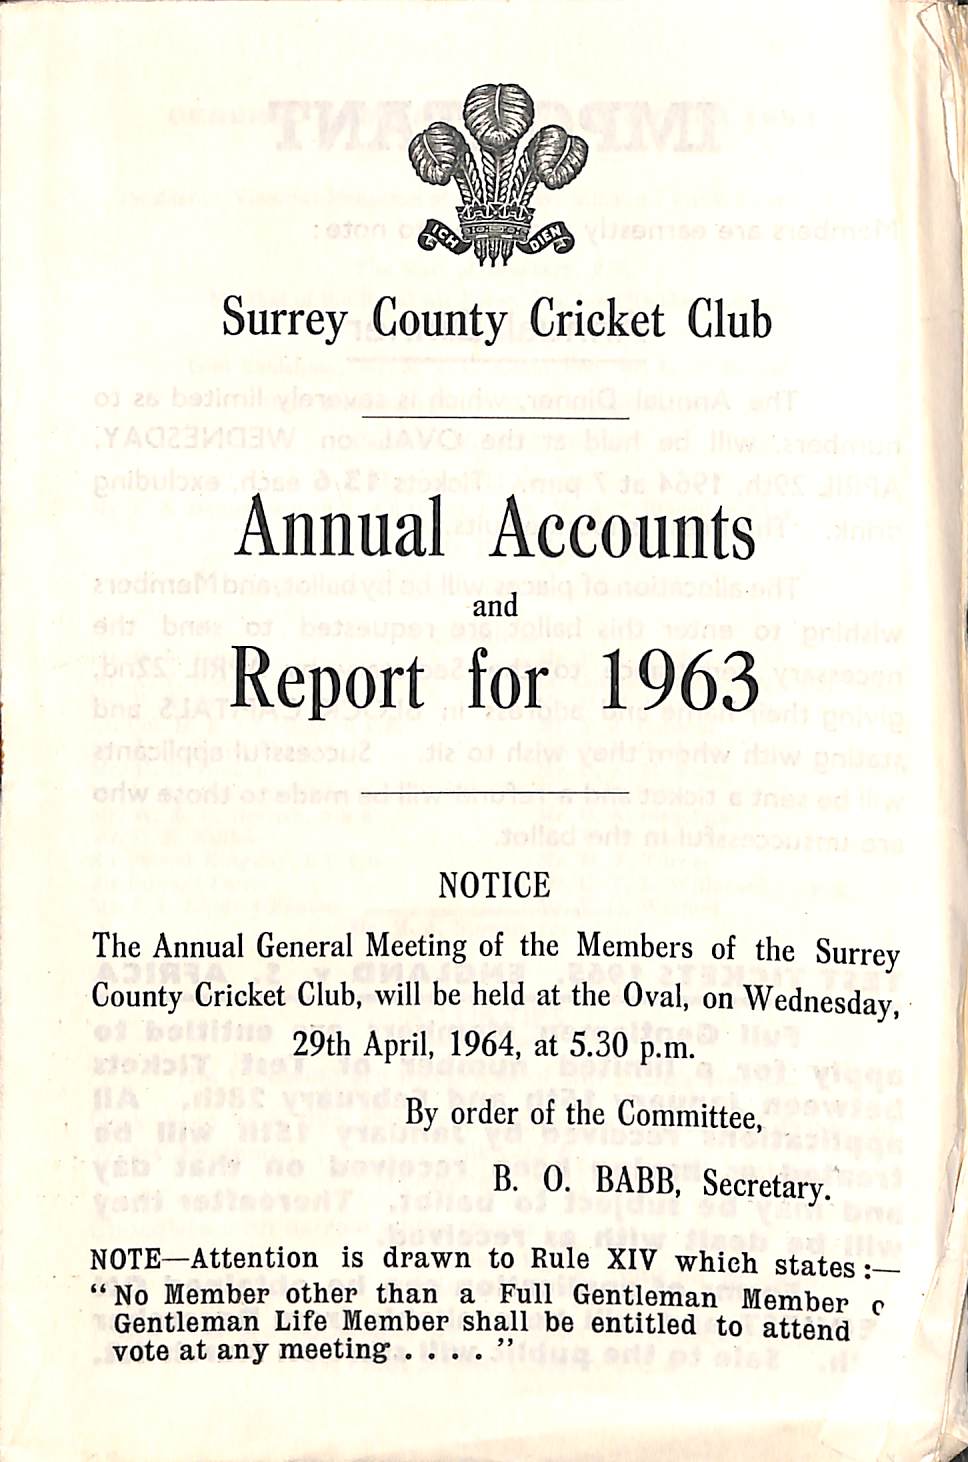 ICH DIEN
Surrey County Cricket Club
Annual Accounts
and
Report for 1963
NOTICE
The Annual General Meeting of the Members of the Surrey
County Cricket Club, will be held at the Oval, on Wednesday,
29th April, 1964, at 5.30 p.m.
By order of the Committee,
B. O. BABB, Secretary.
NOTE—Attention is drawn to Rule XIV which states :—
“No Member other than a Full Gentleman Member
Gentleman Life Member shall be entitled to attend
vote at any meeting . . . . ”